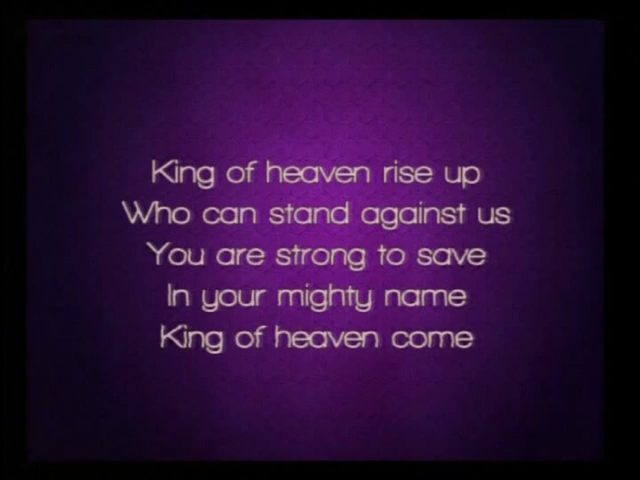 King of heaven rise up
Who can stand against us
You are strong to save
In your mighty name
King of heaven come